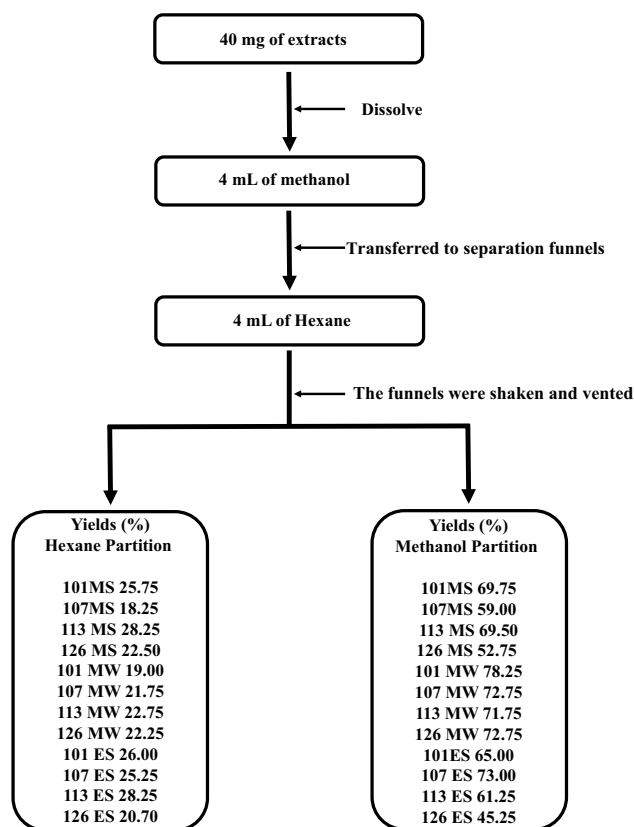 40 mg of extracts
Dissolve
4 mL of methanol
Transferred to separation funnels
4 mL of Hexane
The funnels were shaken and vented
Yields (%)
Hexane Partition
101MS 25.75
107MS 18.25
113 MS 28.25
126 MS 22.50
101 MW 19.00
107 MW 21.75
113 MW 22.75
126 MW 22.25
101 ES 26.00
107 ES 25.25
113 ES 28.25
126 ES 20.70
Yields (%)
Methanol Partition
101MS 69.75
107MS 59.00
113 MS 69.50
126 MS 52.75
101 MW 78.25
107 MW 72.75
113 MW 71.75
126 MW 72.75
101ES 65.00
107 ES 73.00
113 ES 61.25
126 ES 45.25